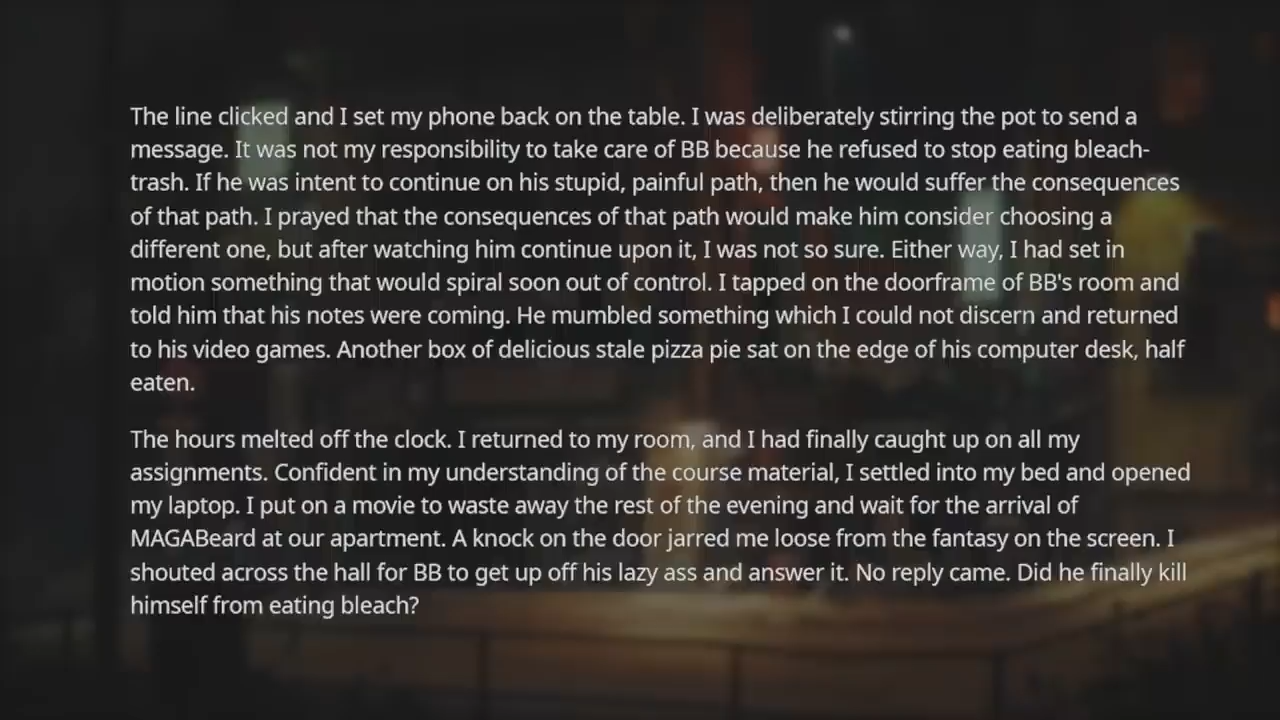 The line clicked and I set my phone back on the table. I was deliberately stirring the pot to send a
message. It was not my responsibility to take care of BB because he refused to stop eating bleach-
trash. If he was intent to continue on his stupid, painful path, then he would suffer the consequences
of that path. I prayed that the consequences of that path would make him consider choosing a
different one, but after watching him continue upon it, I was not so sure. Either way, I had set in
motion something that would spiral soon out of control. I tapped on the doorframe of BB's room and
told him that his notes were coming. He mumbled something which I could not discern and returned
to his video games. Another box of delicious stale pizza pie sat on the edge of his computer desk, half
eaten.
The hours melted off the clock. I returned to my room, and I had finally caught up on all my
assignments. Confident in my understanding of the course material, I settled into my bed and opened
my laptop. I put on a movie to waste away the rest of the evening and wait for the arrival of
MAGABeard at our apartment. A knock on the door jarred me loose from the fantasy on the screen. I
shouted across the hall for BB to get up off his lazy ass and answer it. No reply came. Did he finally kill
himself from eating bleach?